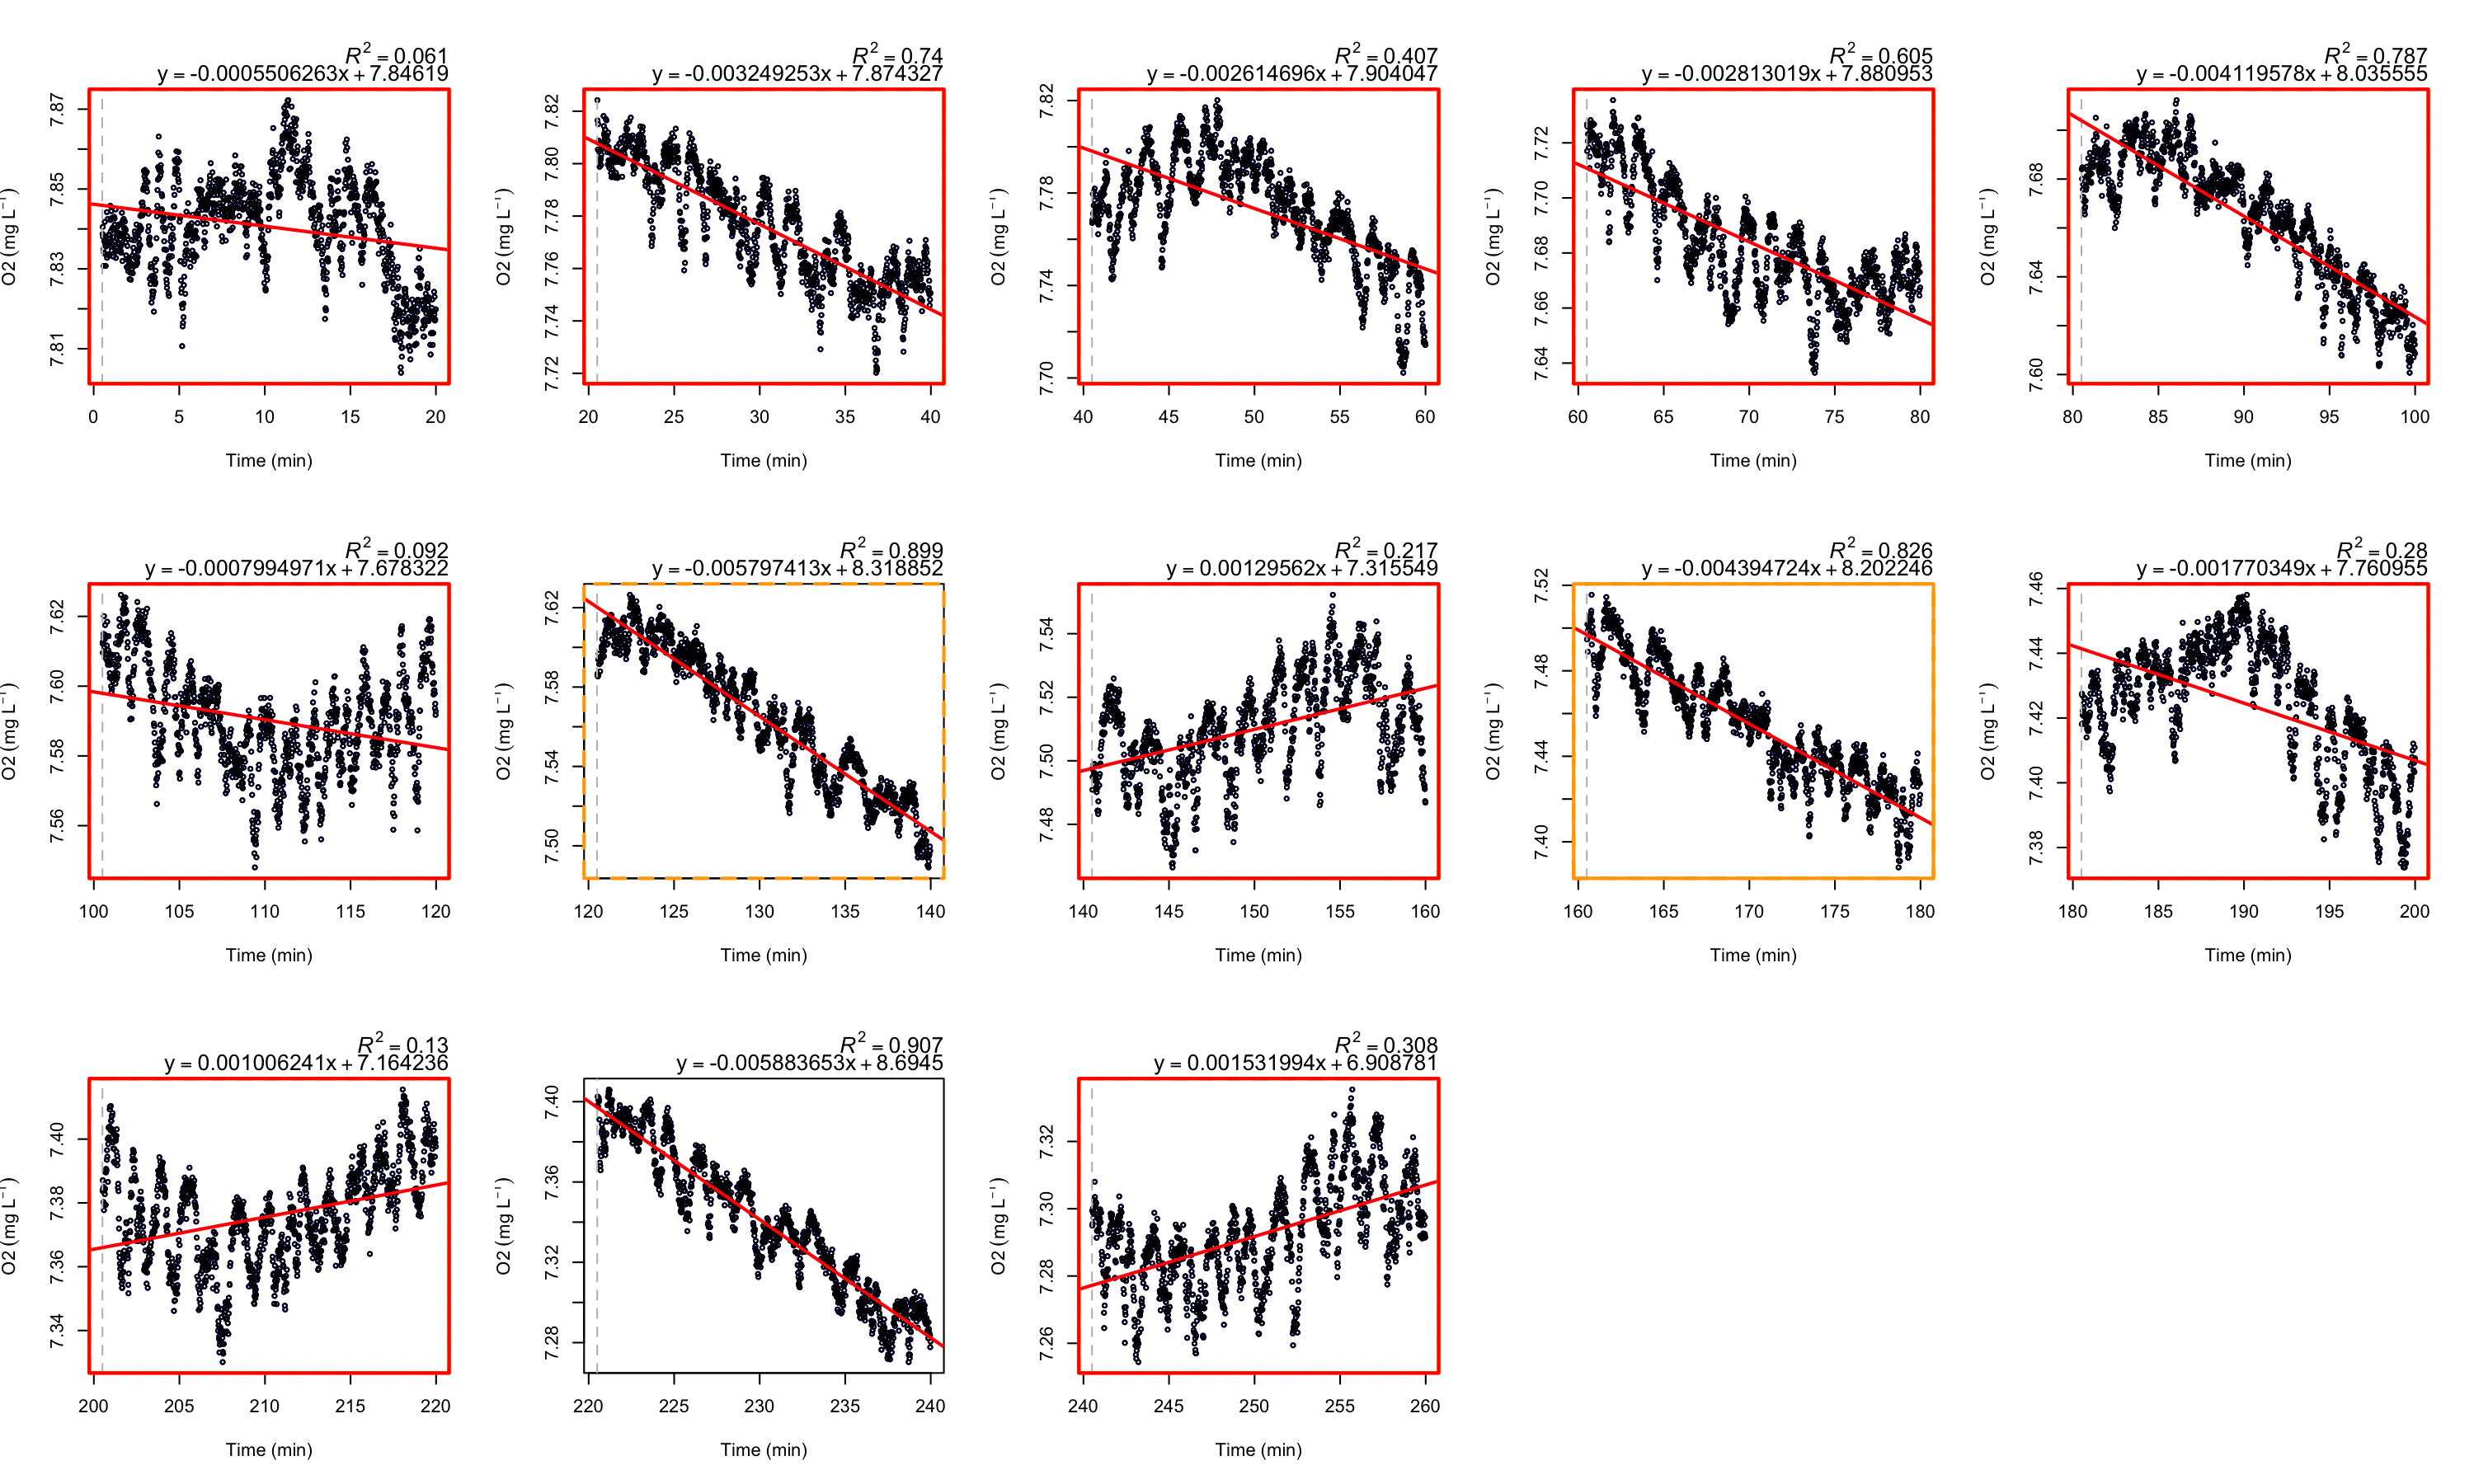 R² = 0.061
y = -0.0005506263x + 7.84619
O2 (mg L⁻¹)
7.87
7.85
7.83
7.81
0 5 10 15 20
Time (min)
R² = 0.74
y = -0.003249253x + 7.874327
O2 (mg L⁻¹)
7.82
7.80
7.78
7.76
7.74
7.72
20 25 30 35 40
Time (min)
R² = 0.407
y = -0.002614696x + 7.904047
O2 (mg L⁻¹)
7.82
7.78
7.74
7.70
40 45 50 55 60
Time (min)
R² = 0.605
y = -0.002813019x + 7.880953
O2 (mg L⁻¹)
7.72
7.70
7.68
7.66
7.64
60 65 70 75 80
Time (min)
R² = 0.787
y = -0.004119578x + 8.035555
O2 (mg L⁻¹)
7.68
7.64
7.60
80 85 90 95 100
Time (min)
R² = 0.092
y = -0.0007994971x + 7.678322
O2 (mg L⁻¹)
7.62
7.60
7.58
7.56
100 105 110 115 120
Time (min)
R² = 0.899
y = -0.005797413x + 8.318852
O2 (mg L⁻¹)
7.62
7.58
7.54
7.50
120 125 130 135 140
Time (min)
R² = 0.217
y = 0.00129562x + 7.315549
O2 (mg L⁻¹)
7.54
7.52
7.50
7.48
140 145 150 155 160
Time (min)
R² = 0.826
y = -0.004394724x + 8.202246
O2 (mg L⁻¹)
7.52
7.48
7.44
7.40
160 165 170 175 180
Time (min)
R² = 0.28
y = -0.001770349x + 7.760955
O2 (mg L⁻¹)
7.46
7.44
7.42
7.40
7.38
180 185 190 195 200
Time (min)
R² = 0.13
y = 0.001006241x + 7.164236
O2 (mg L⁻¹)
7.40
7.38
7.36
7.34
200 205 210 215 220
Time (min)
R² = 0.907
y = -0.005883653x + 8.6945
O2 (mg L⁻¹)
7.40
7.36
7.32
7.28
220 225 230 235 240
Time (min)
R² = 0.308
y = 0.001531994x + 6.908781
O2 (mg L⁻¹)
7.32
7.30
7.28
7.26
240 245 250 255 260
Time (min)